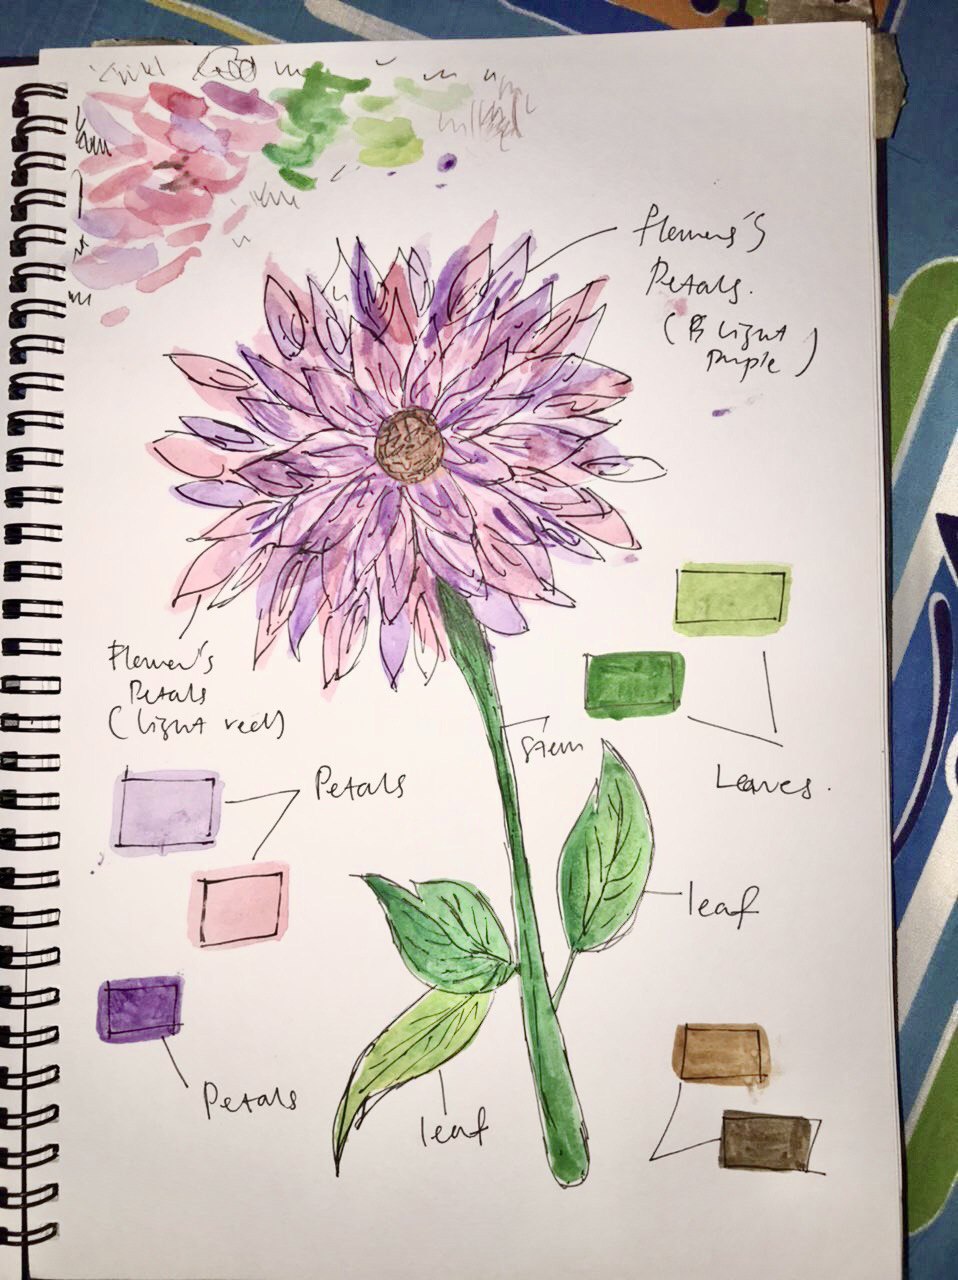 Flower's
Petals.
(B light
purple)
Flower's
Petals
(light red)
stem
Petals
Leaves.
leaf
Petals
leaf